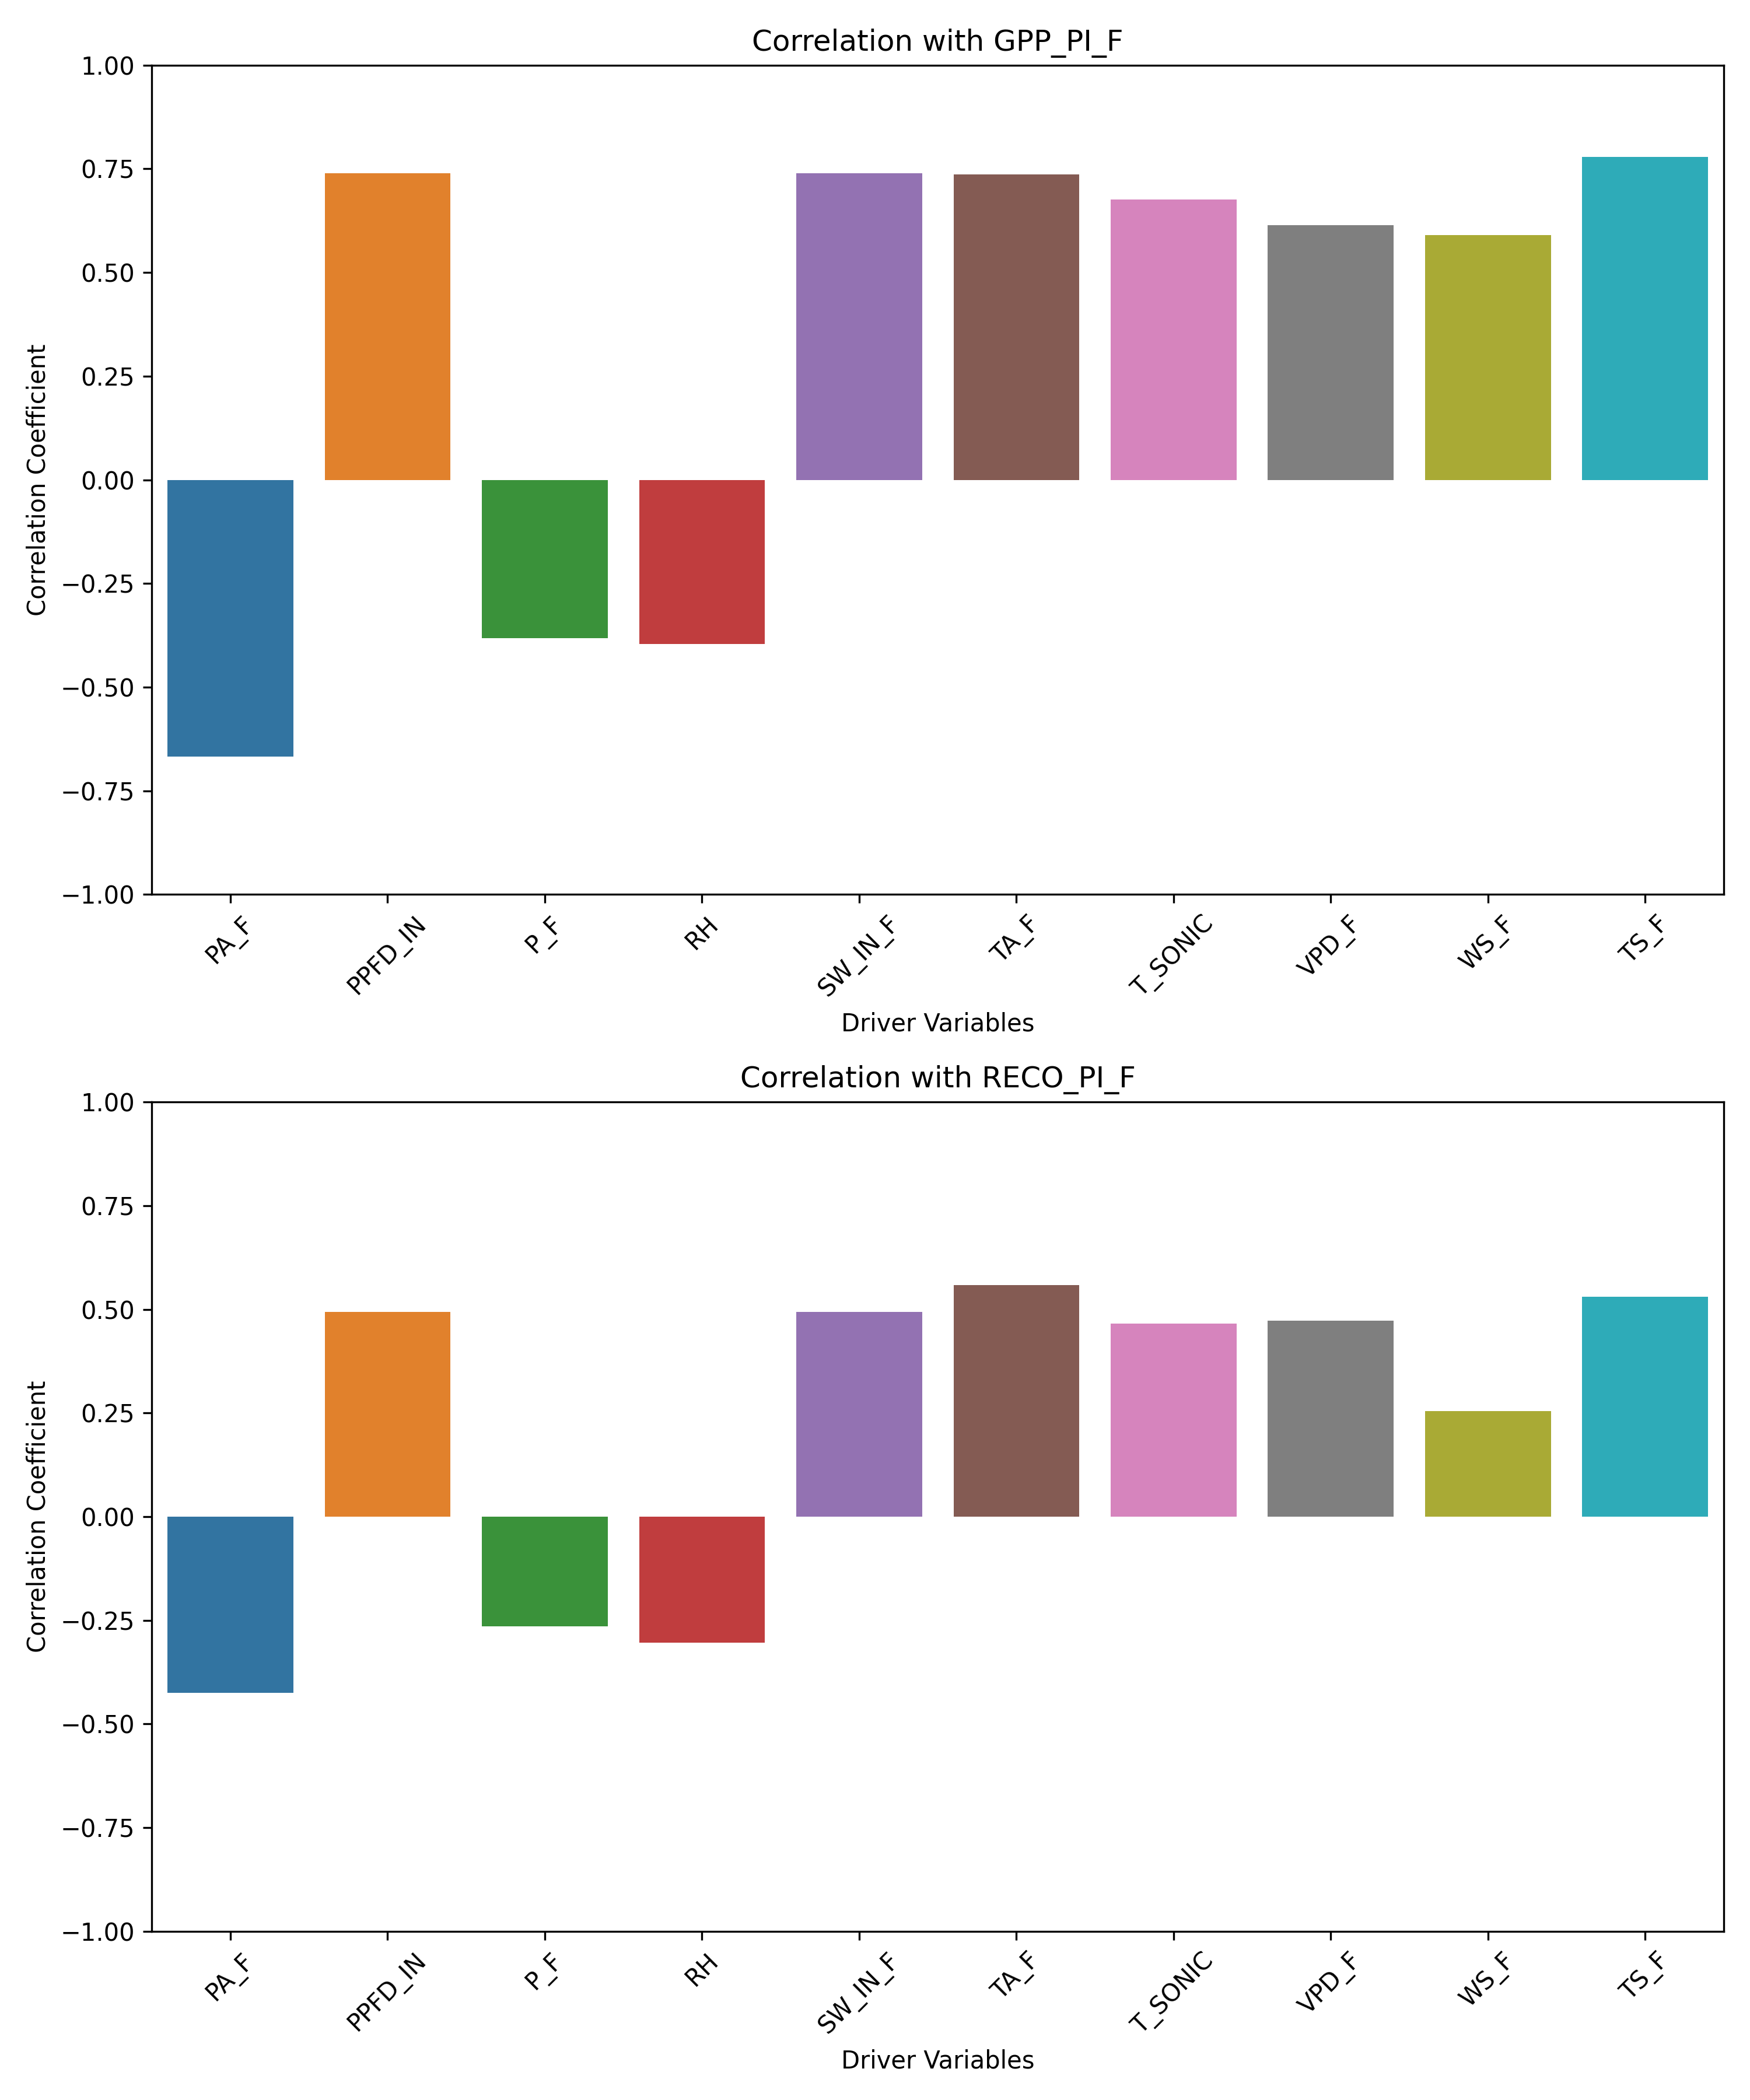 Correlation with GPP_PI_F
1.00
0.75
0.50
0.25
0.00
−0.25
−0.50
−0.75
−1.00
Correlation Coefficient
PA_F
PPFD_IN
P_F
RH
SW_IN_F
TA_F
T_SONIC
VPD_F
WS_F
TS_F
Driver Variables
Correlation with RECO_PI_F
1.00
0.75
0.50
0.25
0.00
−0.25
−0.50
−0.75
−1.00
Correlation Coefficient
PA_F
PPFD_IN
P_F
RH
SW_IN_F
TA_F
T_SONIC
VPD_F
WS_F
TS_F
Driver Variables